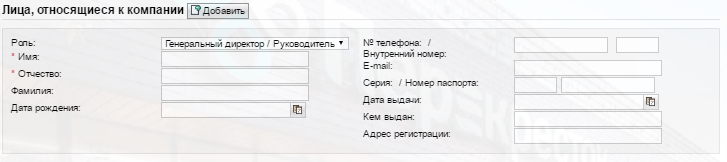 Лица, относящиеся к компании Добавить
Роль: Генеральный директор / Руководитель
* Имя:
* Отчество:
Фамилия:
Дата рождения:
№ телефона: /
Внутренний номер:
E-mail:
Серия: / Номер паспорта:
Дата выдачи:
Кем выдан:
Адрес регистрации: